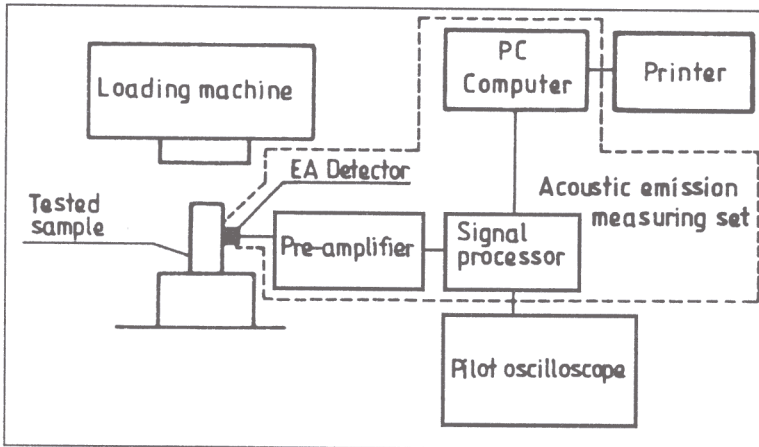 PC
Computer
Printer
Loading machine
EA Detector
Acoustic emission
measuring set
Tested
sample
Pre-amplifier
Signal
processor
Pilot oscilloscope